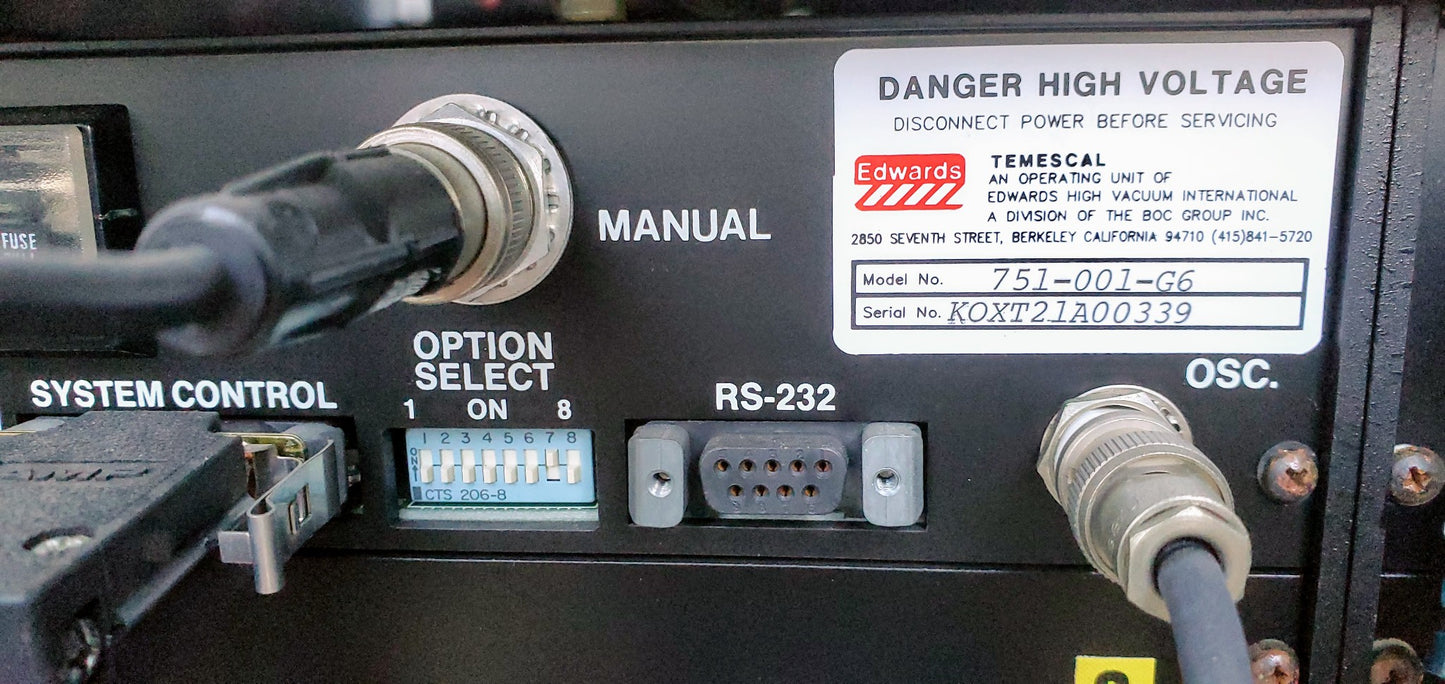 DANGER HIGH VOLTAGE
DISCONNECT POWER BEFORE SERVICING
Edwards
TEMESCAL
AN OPERATING UNIT OF
EDWARDS HIGH VACUUM INTERNATIONAL
A DIVISION OF THE BOC GROUP INC.
2850 SEVENTH STREET, BERKELEY CALIFORNIA 94710 (415)841-5720
Model No. 751-001-G6
Serial No. KOXT21A00339
MANUAL
FUSE
OPTION
SELECT
1 ON 8
SYSTEM CONTROL
RS-232
OSC.
1 2 3 4 5 6 7 8
ON
CTS 206-8